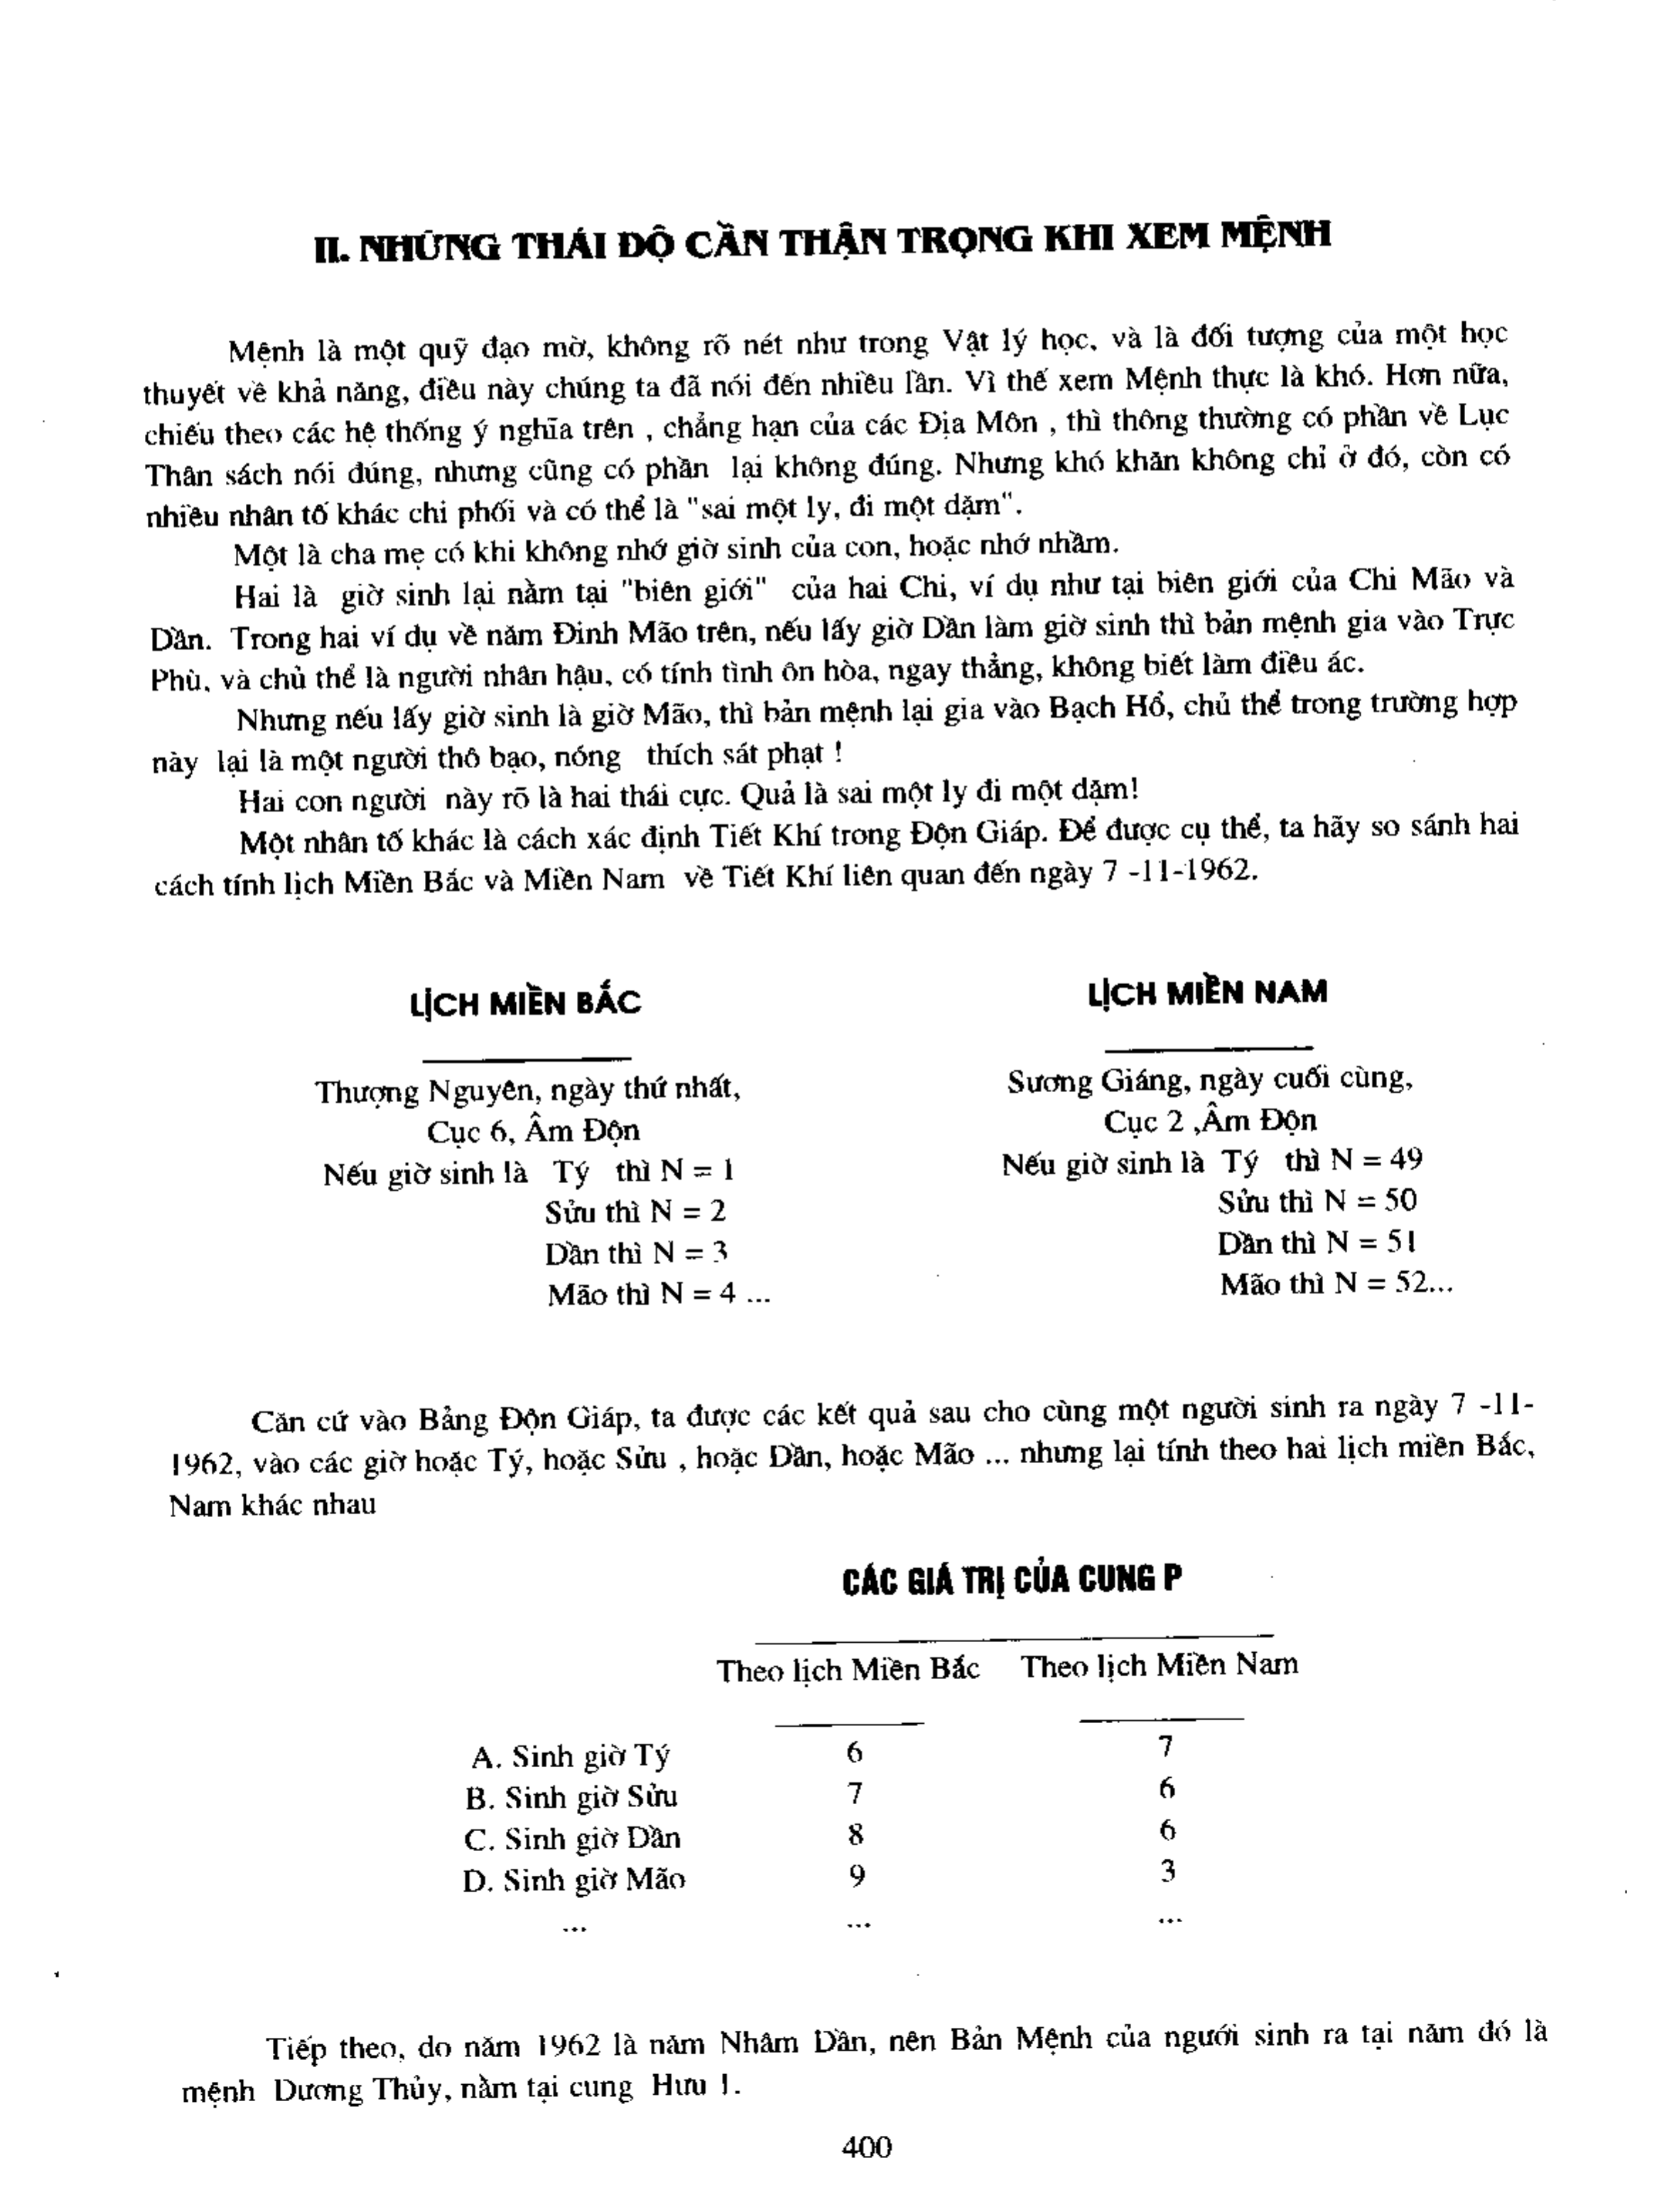 II. NHỮNG THÁI ĐỘ CẦN THẬN TRỌNG KHI XEM MỆNH
Mệnh là một quỹ đạo mờ, không rõ nét như trong Vật lý học, và là đối tượng của một học
thuyết về khả năng, điều này chúng ta đã nói đến nhiều lần. Vì thế xem Mệnh thực là khó. Hơn nữa,
chiếu theo các hệ thống ý nghĩa trên , chẳng hạn của các Địa Môn , thì thông thường có phần về Lục
Thân sách nói đúng, nhưng cũng có phần lại không đúng. Nhưng khó khăn không chỉ ở đó, còn có
nhiều nhân tố khác chi phối và có thể là "sai một ly, đi một dặm".
Một là cha mẹ có khi không nhớ giờ sinh của con, hoặc nhớ nhầm.
Hai là giờ sinh lại nằm tại "biên giới" của hai Chi, ví dụ như tại biên giới của Chi Mão và
Dần. Trong hai ví dụ về năm Đinh Mão trên, nếu lấy giờ Dần làm giờ sinh thì bản mệnh gia vào Trực
Phù, và chủ thể là người nhân hậu, có tính tình ôn hòa, ngay thẳng, không biết làm điều ác.
Nhưng nếu lấy giờ sinh là giờ Mão, thì bản mệnh lại gia vào Bạch Hổ, chủ thể trong trường hợp
này lại là một người thô bạo, nóng thích sát phạt !
Hai con người này rõ là hai thái cực. Quả là sai một ly đi một dặm!
Một nhân tố khác là cách xác định Tiết Khí trong Độn Giáp. Để được cụ thể, ta hãy so sánh hai
cách tính lịch Miền Bắc và Miền Nam về Tiết Khí liên quan đến ngày 7 -11-1962.
LỊCH MIỀN BẮC
Thượng Nguyên, ngày thứ nhất,
Cục 6, Âm Độn
Nếu giờ sinh là Tý thì N = 1
Sửu thì N = 2
Dần thì N = 3
Mão thì N = 4 ...
LỊCH MIỀN NAM
Sương Giáng, ngày cuối cùng,
Cục 2 ,Âm Độn
Nếu giờ sinh là Tý thì N = 49
Sửu thì N = 50
Dần thì N = 51
Mão thì N = 52...
Căn cứ vào Bảng Độn Giáp, ta được các kết quả sau cho cùng một người sinh ra ngày 7 -11-
1962, vào các giờ hoặc Tý, hoặc Sửu , hoặc Dần, hoặc Mão ... nhưng lại tính theo hai lịch miền Bắc,
Nam khác nhau
CÁC GIÁ TRỊ CỦA CUNG P
Theo lịch Miền Bắc Theo lịch Miền Nam
A. Sinh giờ Tý 6 7
B. Sinh giờ Sửu 7 6
C. Sinh giờ Dần 8 6
D. Sinh giờ Mão 9 3
... ... ...
Tiếp theo, do năm 1962 là năm Nhâm Dần, nên Bản Mệnh của người sinh ra tại năm đó là
mệnh Dương Thủy, nằm tại cung Hưu 1.
400